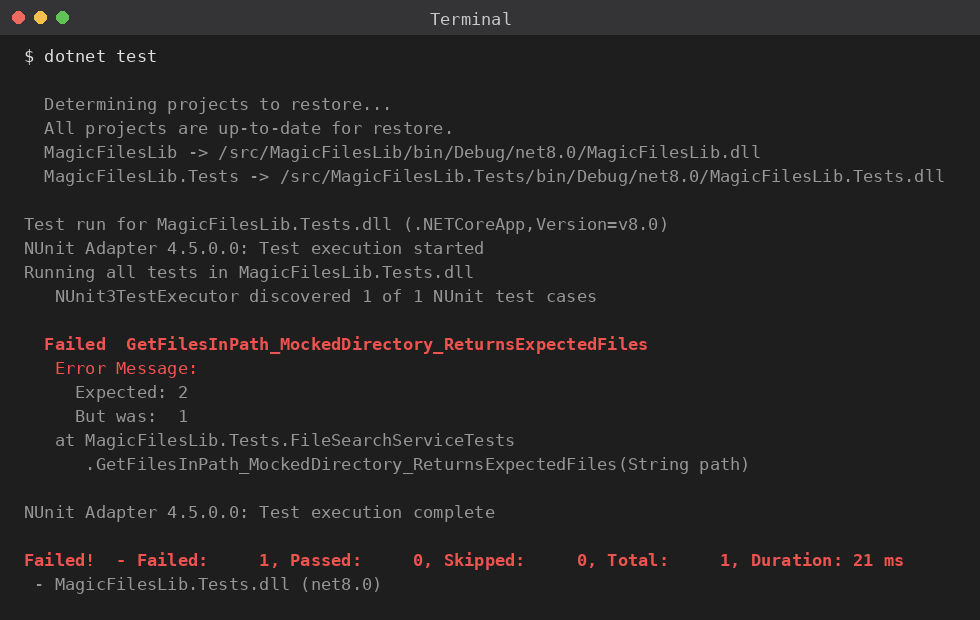 Terminal
$ dotnet test
Determining projects to restore...
All projects are up-to-date for restore.
MagicFilesLib -> /src/MagicFilesLib/bin/Debug/net8.0/MagicFilesLib.dll
MagicFilesLib.Tests -> /src/MagicFilesLib.Tests/bin/Debug/net8.0/MagicFilesLib.Tests.dll
Test run for MagicFilesLib.Tests.dll (.NETCoreApp,Version=v8.0)
NUnit Adapter 4.5.0.0: Test execution started
Running all tests in MagicFilesLib.Tests.dll
NUnit3TestExecutor discovered 1 of 1 NUnit test cases
Failed  GetFilesInPath_MockedDirectory_ReturnsExpectedFiles
Error Message:
Expected: 2
But was:  1
at MagicFilesLib.Tests.FileSearchServiceTests
.GetFilesInPath_MockedDirectory_ReturnsExpectedFiles(String path)
NUnit Adapter 4.5.0.0: Test execution complete
Failed!  - Failed:     1, Passed:     0, Skipped:     0, Total:     1, Duration: 21 ms
- MagicFilesLib.Tests.dll (net8.0)